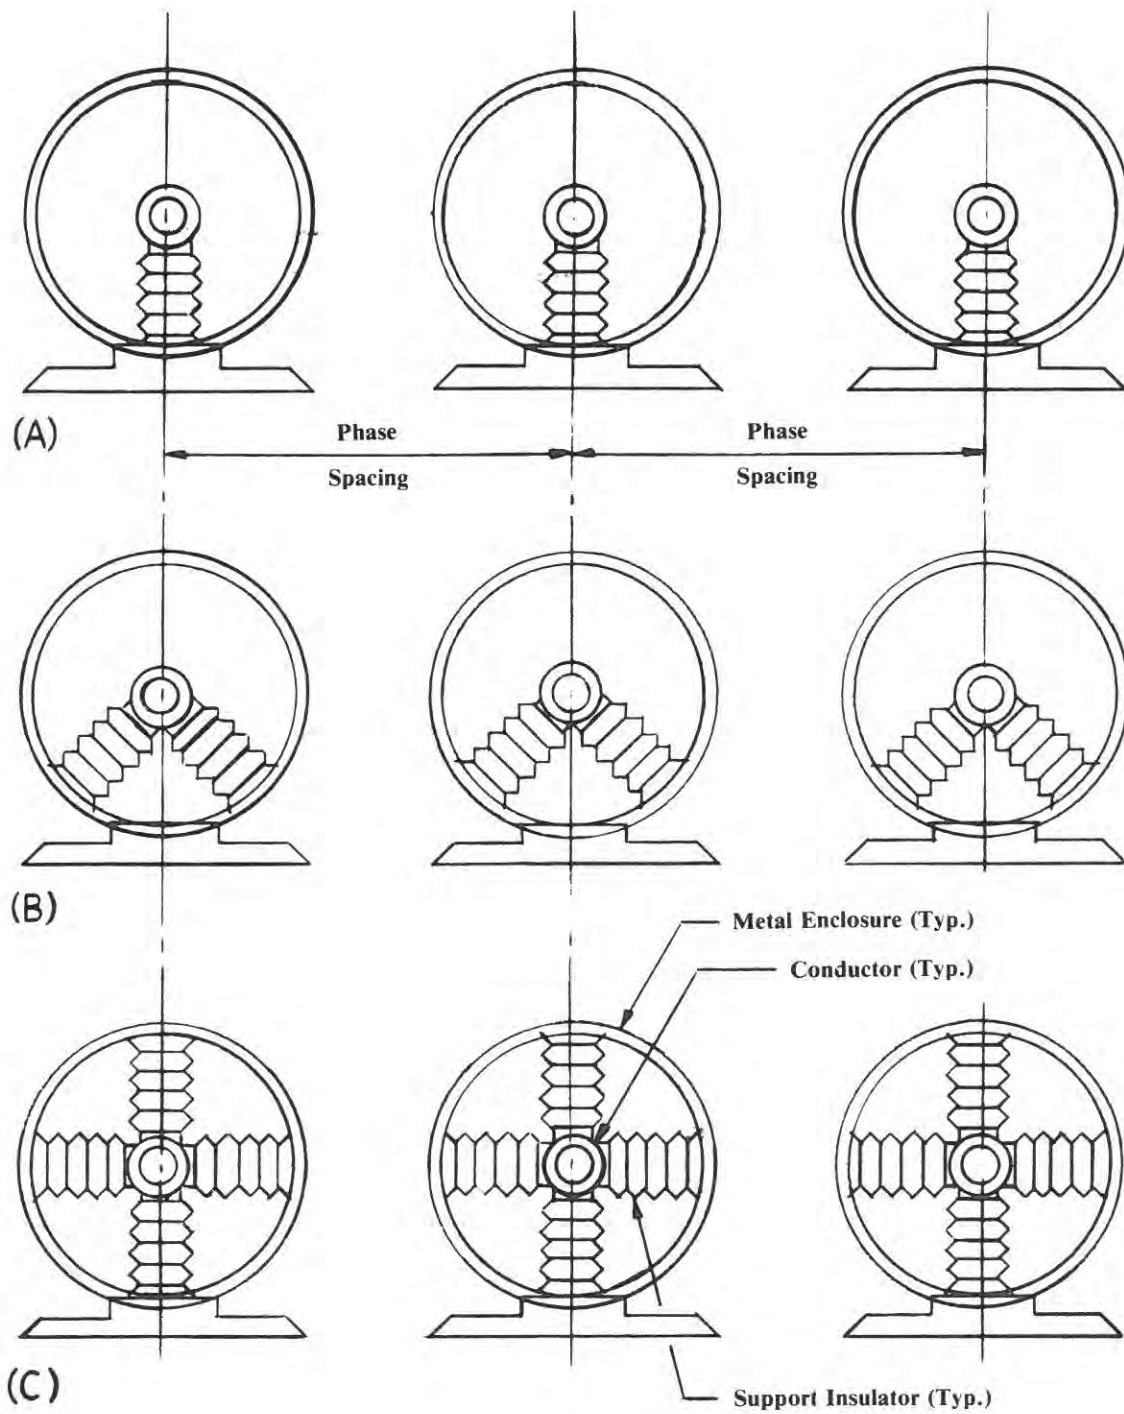 (A)
Phase
Spacing
Phase
Spacing
(B)
Metal Enclosure (Typ.)
Conductor (Typ.)
(C)
Support Insulator (Typ.)